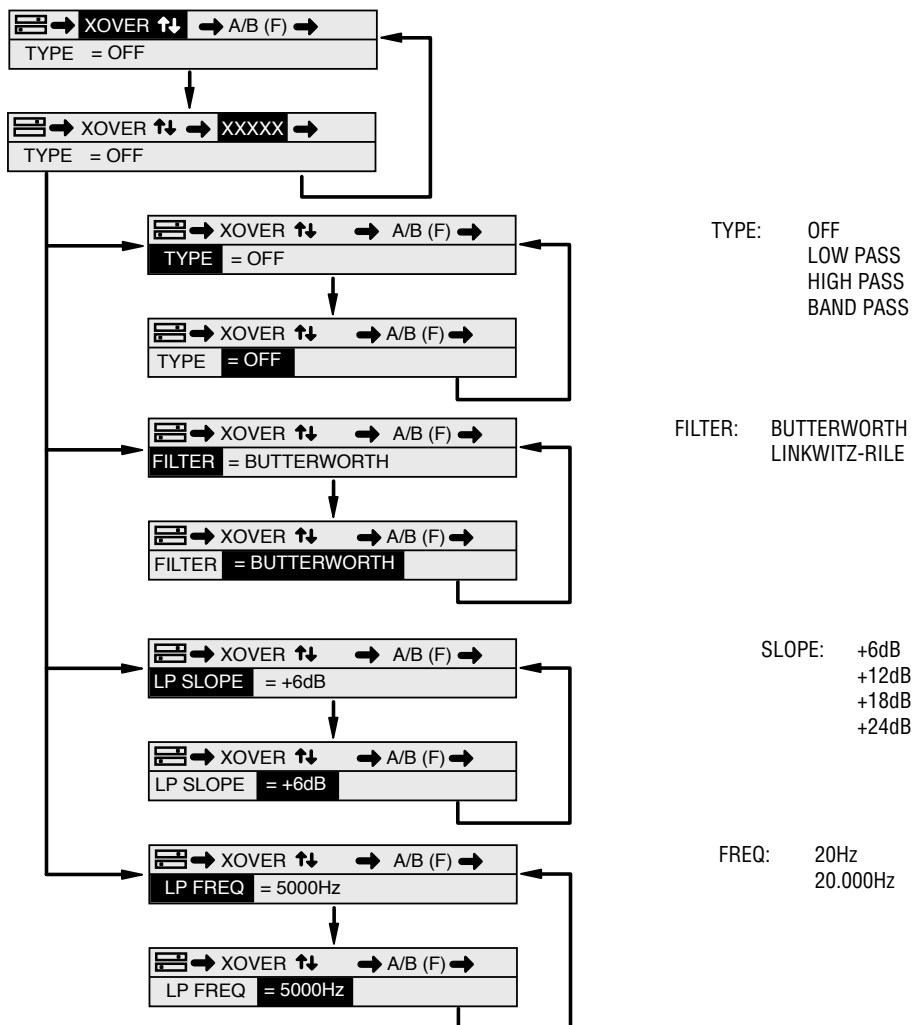 XOVER A/B (F)
TYPE = OFF
XOVER XXXXX
TYPE = OFF
XOVER A/B (F)
TYPE = OFF
TYPE: OFF
LOW PASS
HIGH PASS
BAND PASS
XOVER A/B (F)
TYPE = OFF
XOVER A/B (F)
FILTER = BUTTERWORTH
FILTER: BUTTERWORTH
LINKWITZ-RILE
XOVER A/B (F)
FILTER = BUTTERWORTH
XOVER A/B (F)
LP SLOPE = +6dB
SLOPE: +6dB
+12dB
+18dB
+24dB
XOVER A/B (F)
LP SLOPE = +6dB
XOVER A/B (F)
LP FREQ = 5000Hz
FREQ: 20Hz
20.000Hz
XOVER A/B (F)
LP FREQ = 5000Hz